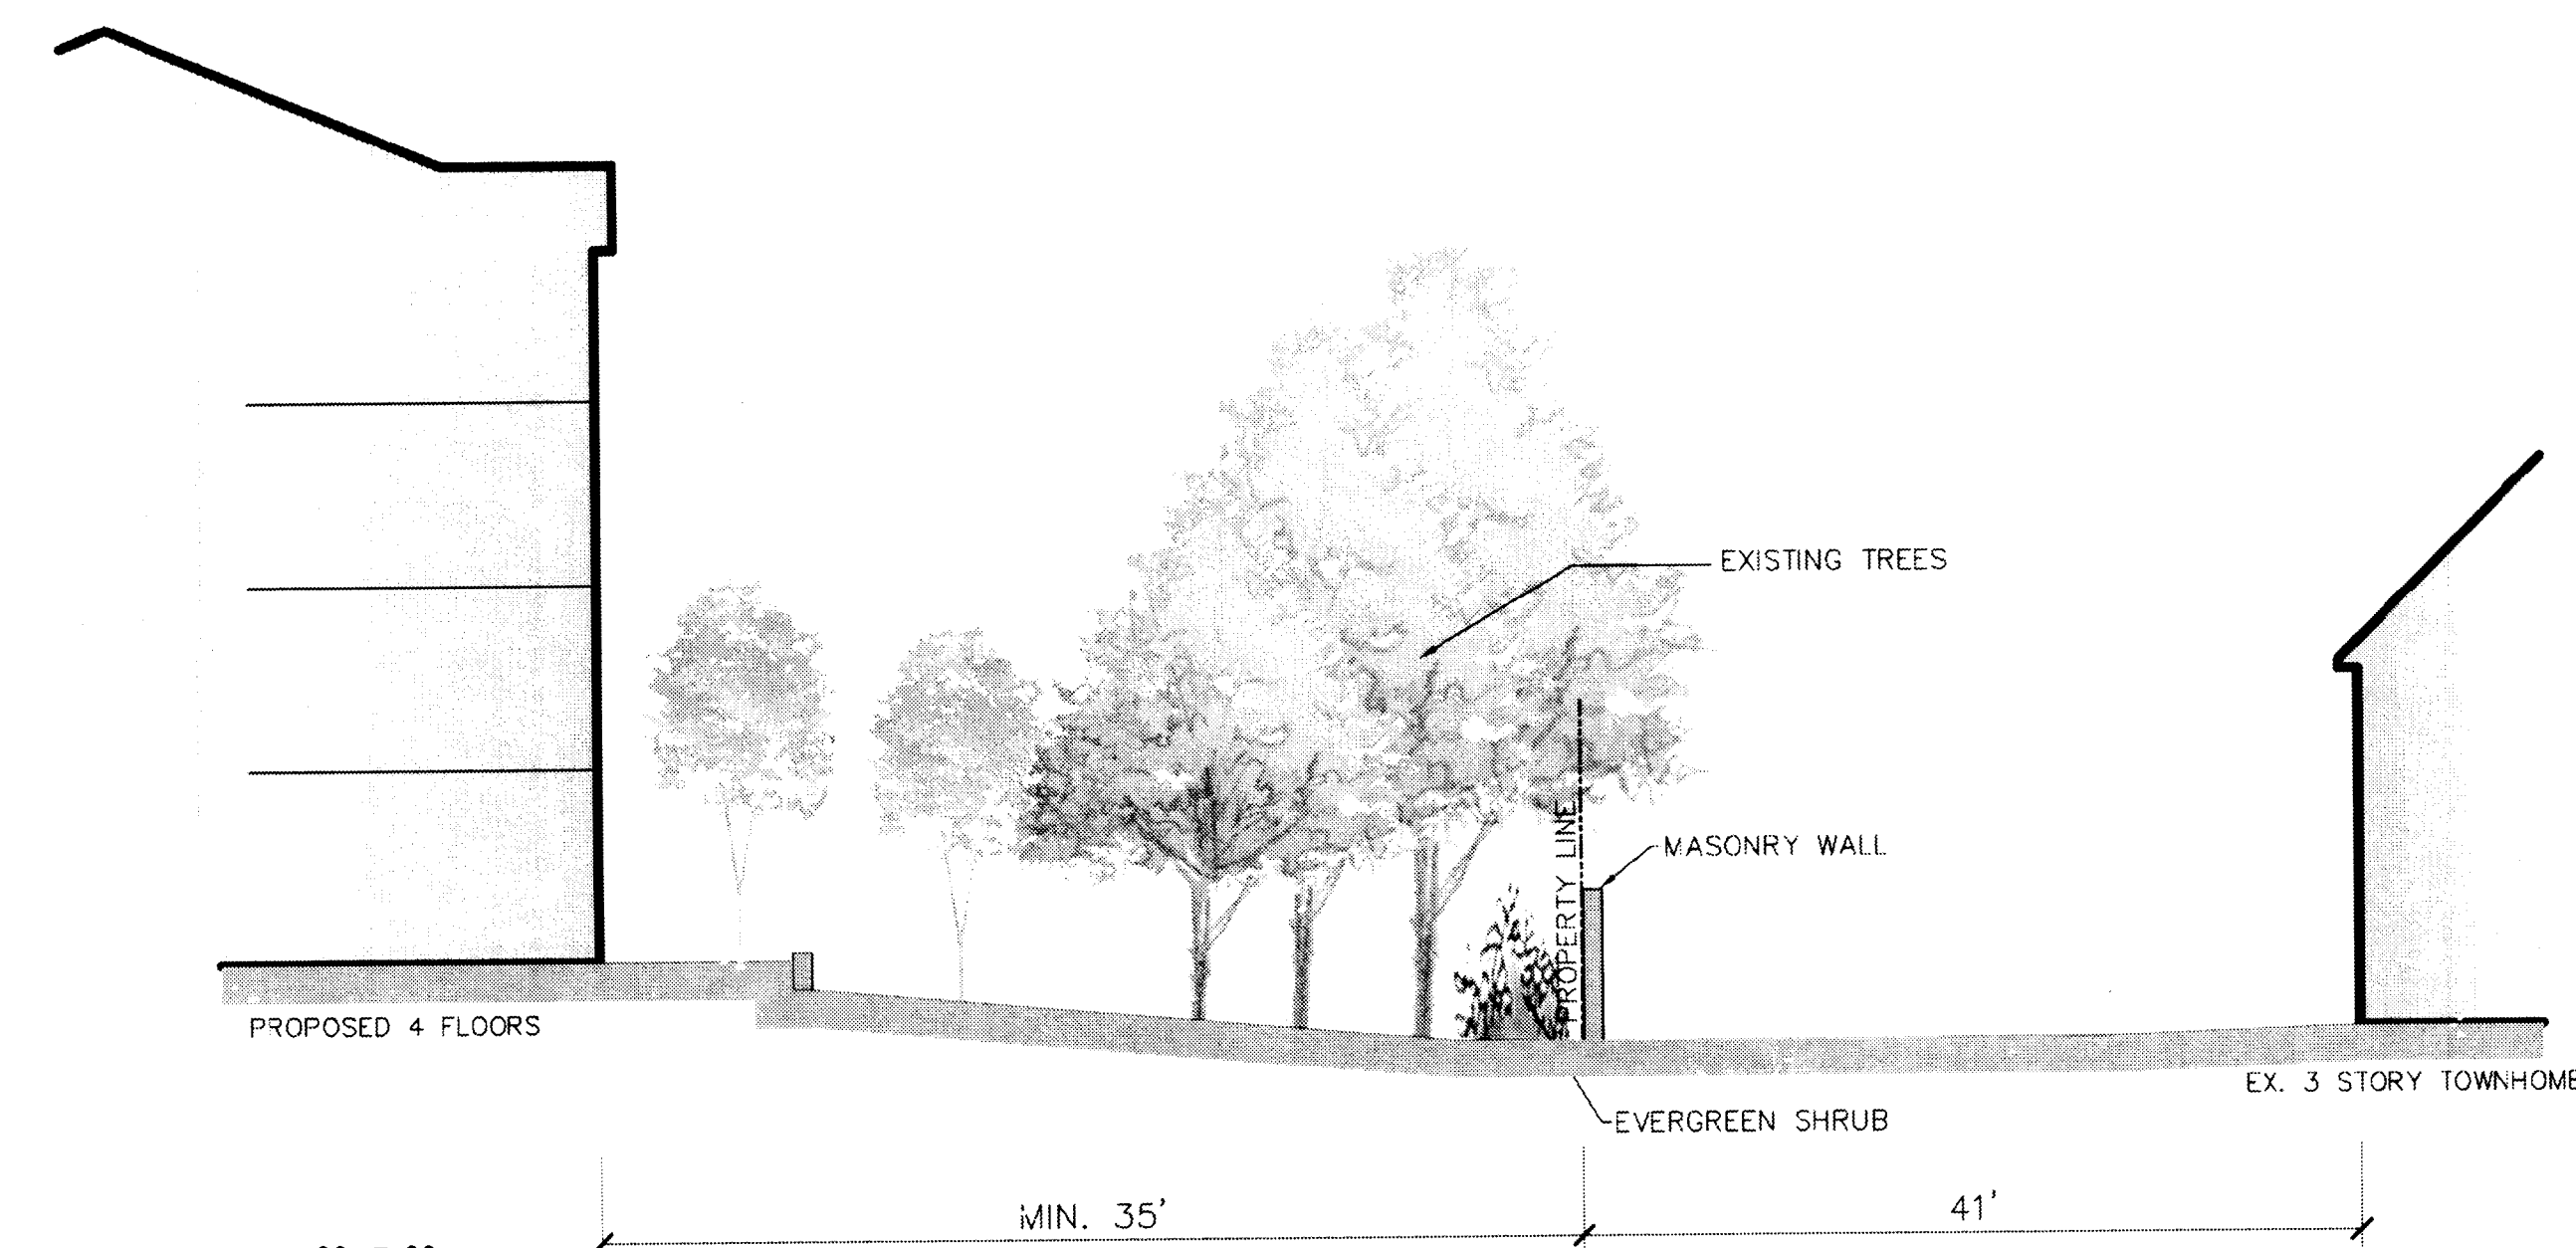 EXISTING TREES
PROPERTY LINE
MASONRY WALL
PROPOSED 4 FLOORS
EX. 3 STORY TOWNHOME
EVERGREEN SHRUB
MIN. 35'
41'